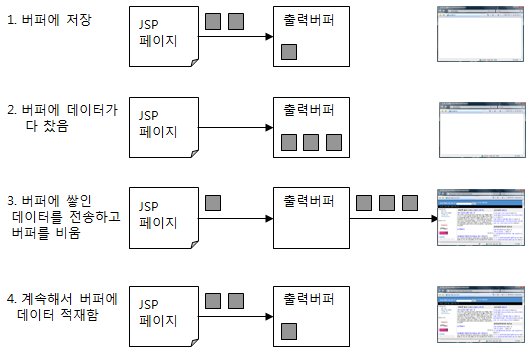 1. 버퍼에 저장
JSP
페이지
출력버퍼
2. 버퍼에 데이터가
다 찼음
JSP
페이지
출력버퍼
3. 버퍼에 쌓인
데이터를 전송하고
버퍼를 비움
JSP
페이지
출력버퍼
4. 계속해서 버퍼에
데이터 적재함
JSP
페이지
출력버퍼